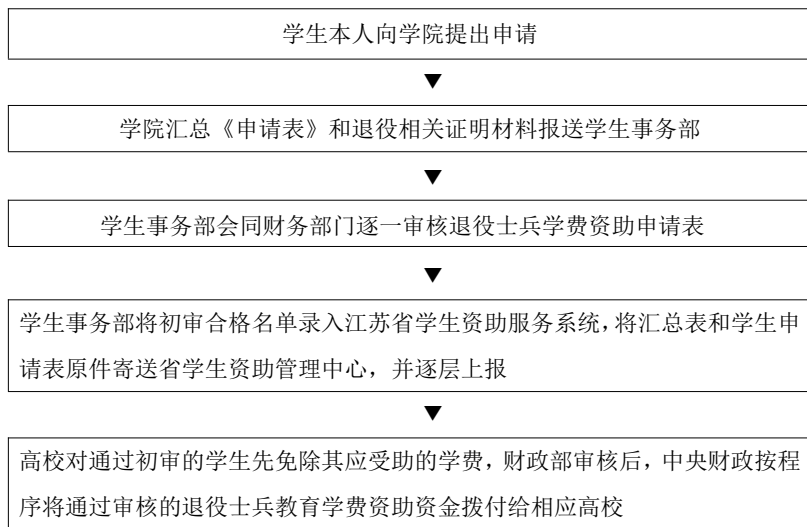 学生本人向学院提出申请
学院汇总《申请表》和退役相关证明材料报送学生事务部
学生事务部会同财务部门逐一审核退役士兵学费资助申请表
学生事务部将初审合格名单录入江苏省学生资助服务系统,将汇总表和学生申
请表原件寄送省学生资助管理中心，并逐层上报
高校对通过初审的学生先免除其应受助的学费，财政部审核后，中央财政按程
序将通过审核的退役士兵教育学费资助资金拨付给相应高校